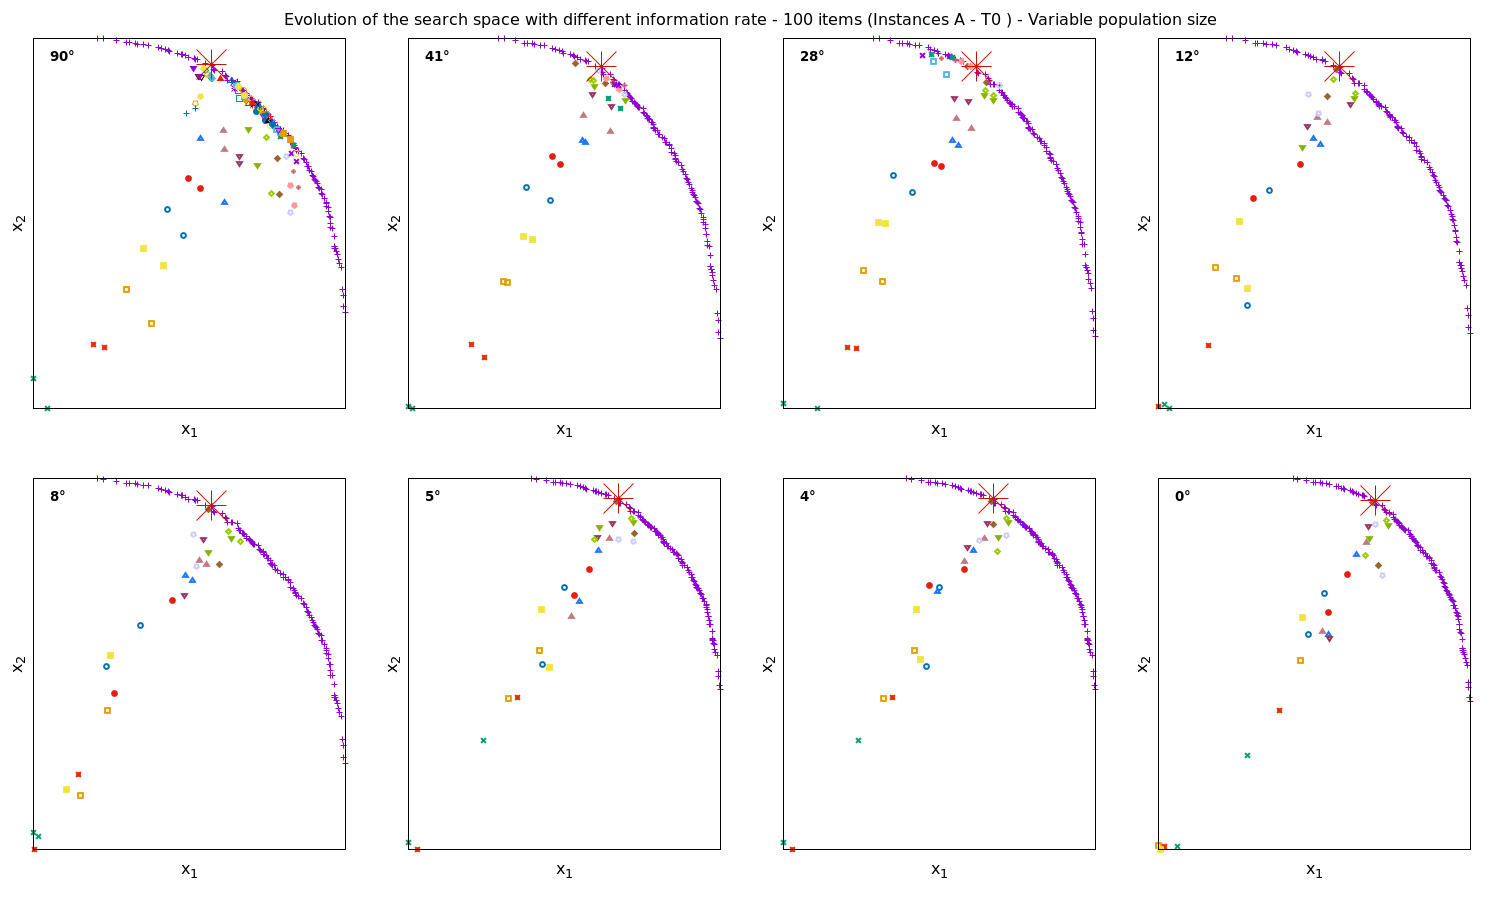 Evolution of the search space with different information rate - 100 items (Instances A - T0 ) - Variable population size
90° 41° 28° 12°
x2 x2 x2 x2
x1 x1 x1 x1
8° 5° 4° 0°
x2 x2 x2 x2
x1 x1 x1 x1